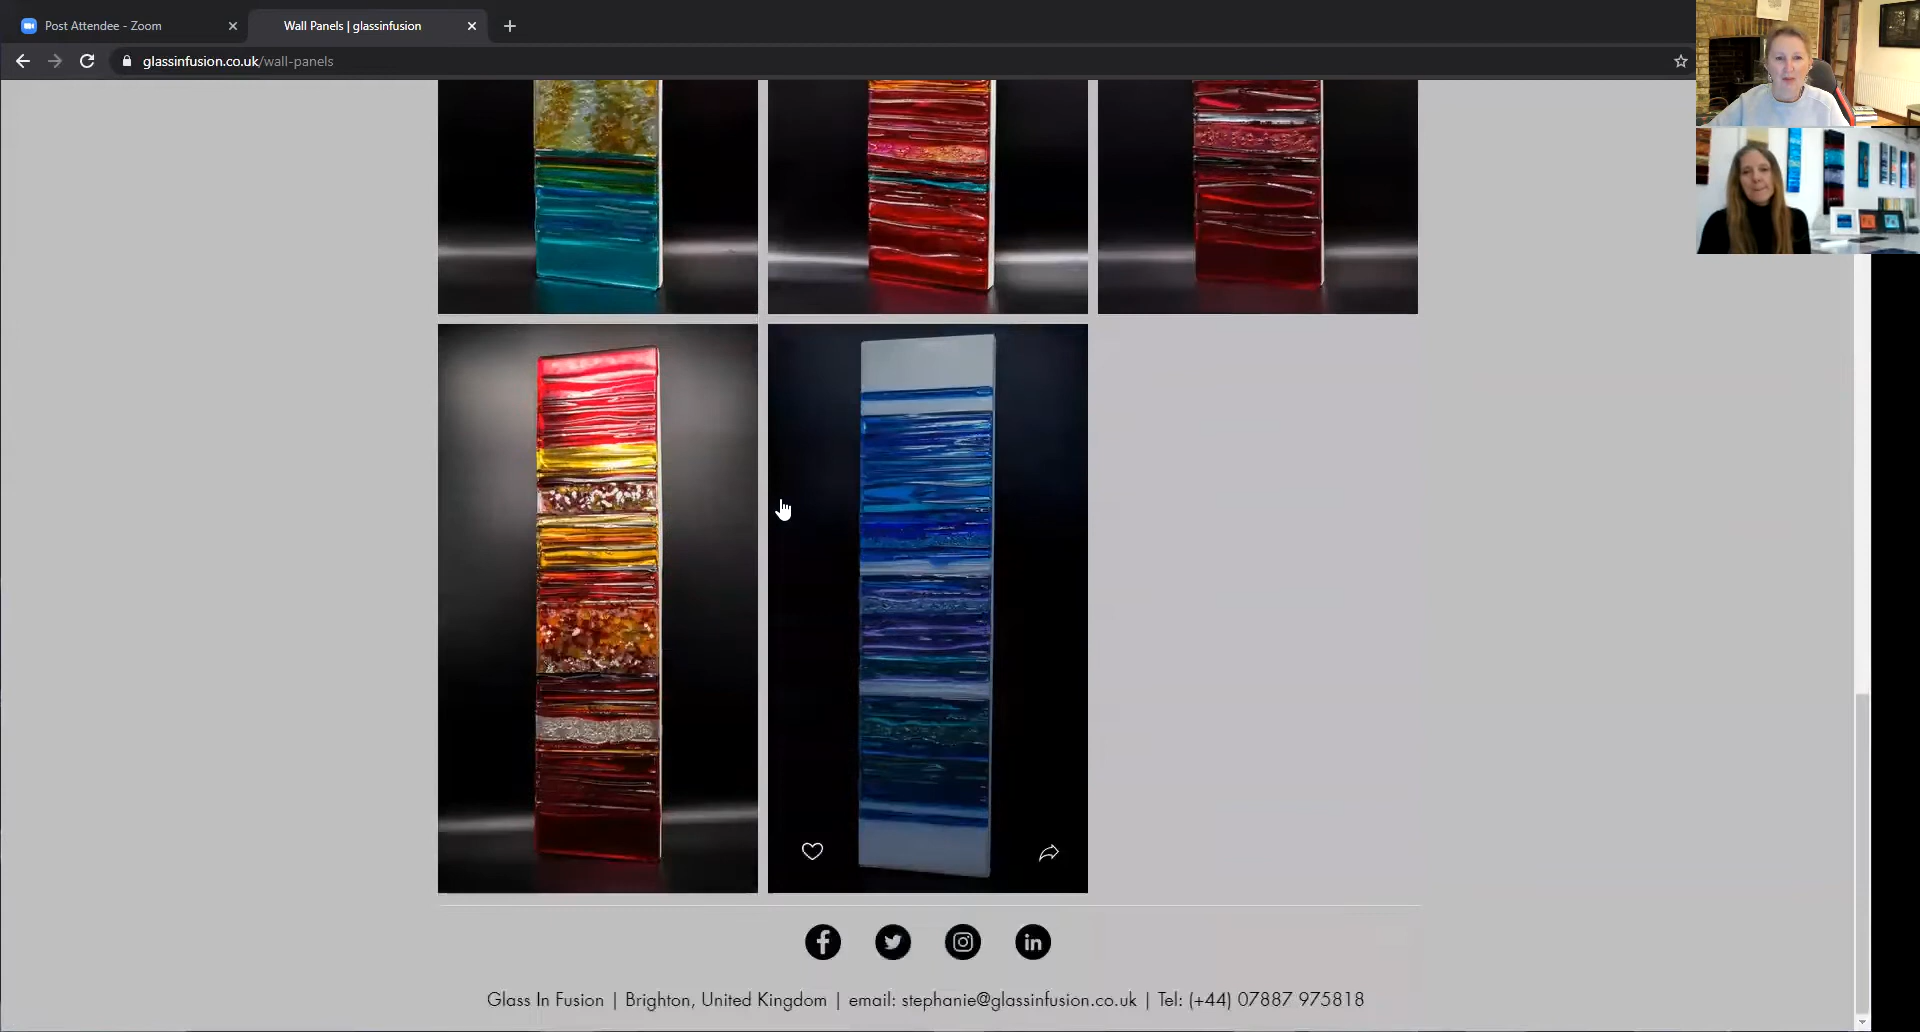 Post Attendee - Zoom
Wall Panels | glassinfusion
glassinfusion.co.uk/wall-panels
Glass In Fusion | Brighton, United Kingdom | email: stephanie@glassinfusion.co.uk | Tel: (+44) 07887 975818